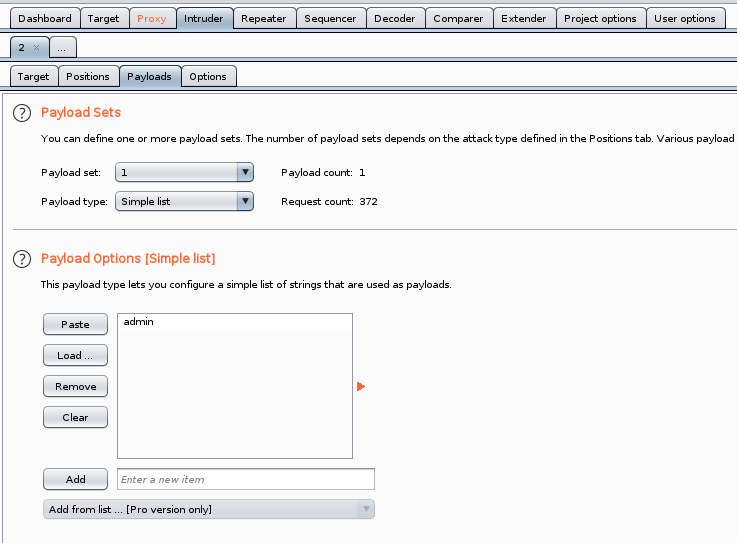 Dashboard Target Proxy Intruder Repeater Sequencer Decoder Comparer Extender Project options User options
2 × ...
Target Positions Payloads Options
? Payload Sets
You can define one or more payload sets. The number of payload sets depends on the attack type defined in the Positions tab. Various payload
Payload set: 1 Payload count: 1
Payload type: Simple list Request count: 372
? Payload Options [Simple list]
This payload type lets you configure a simple list of strings that are used as payloads.
Paste admin
Load ...
Remove
Clear
Add Enter a new item
Add from list ... [Pro version only]